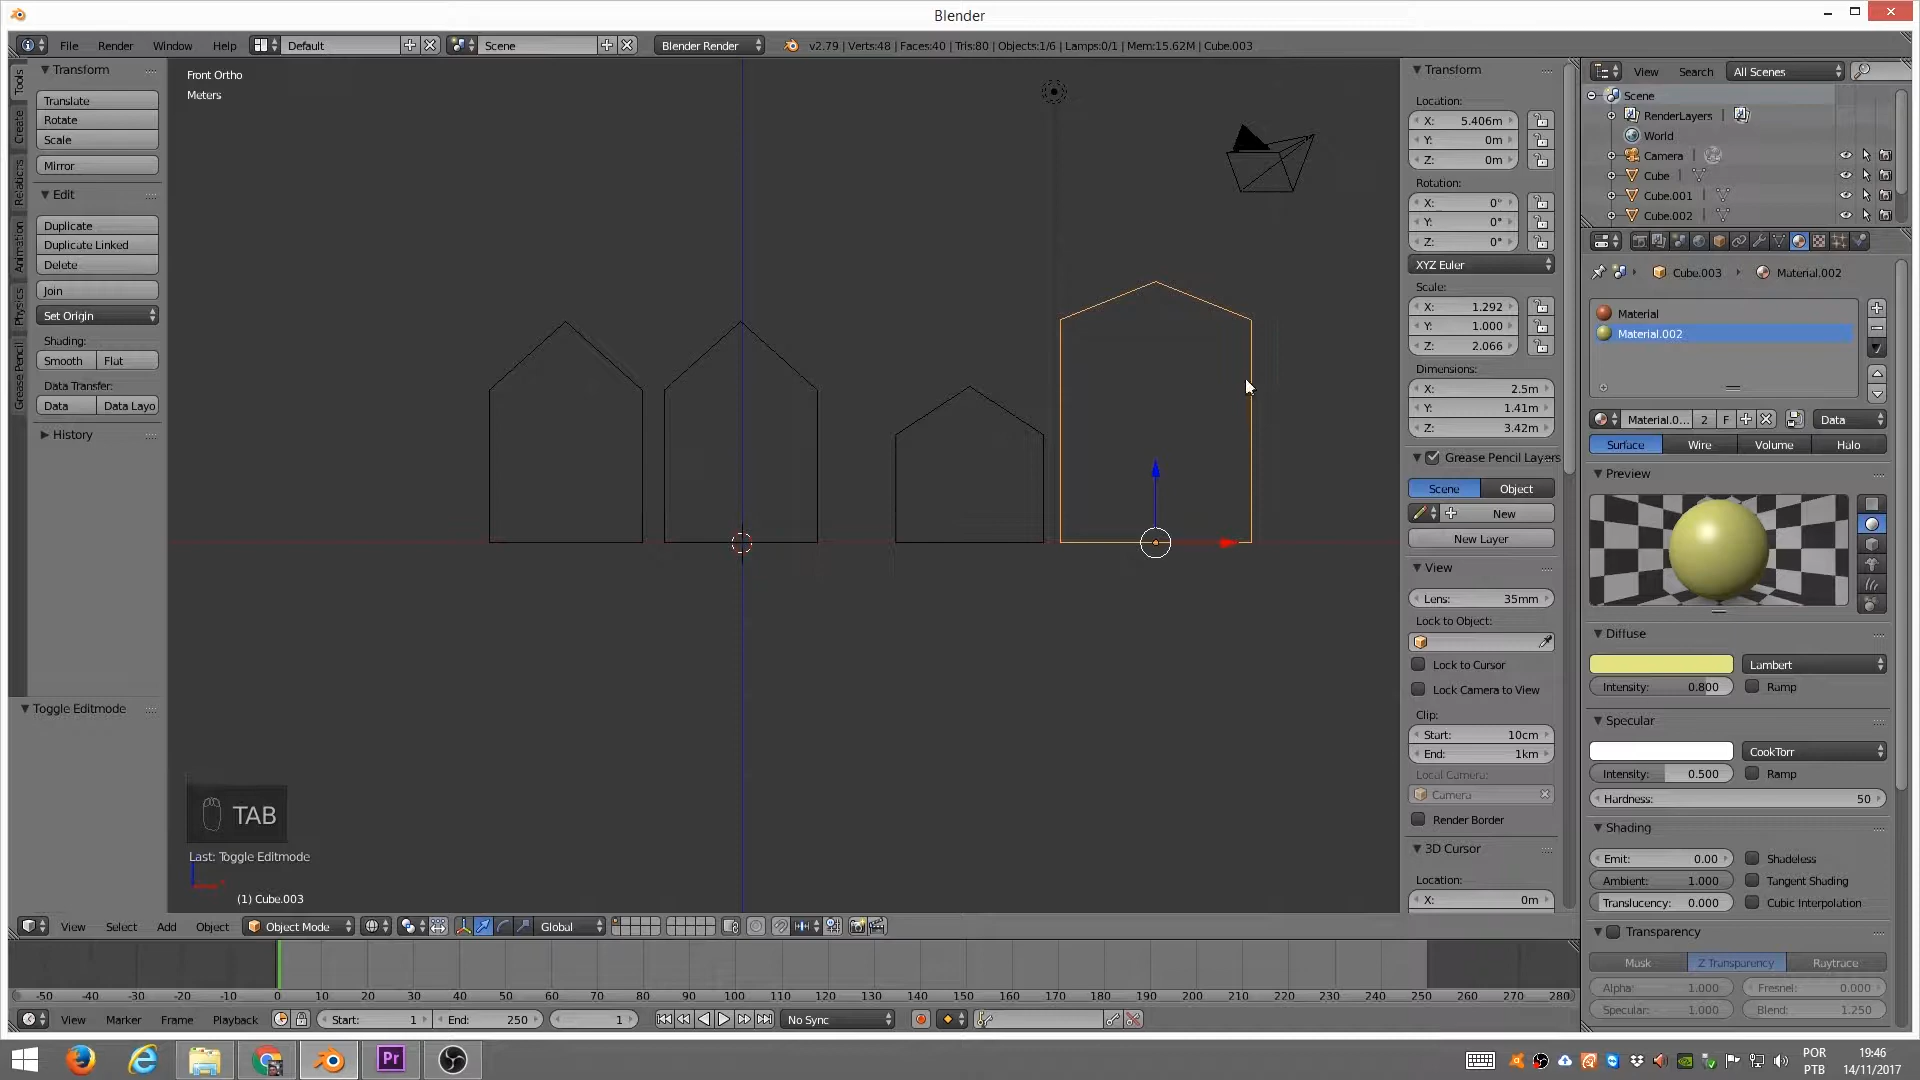 Blender
File Render Window Help Default Scene Blender Render v2.79 | Verts:48 | Faces:40 | Tris:80 | Objects:1/6 | Lamps:0/1 | Mem:15.62M | Cube.003
Tools
Create
Relations
Animation
Physics
Grease Pencil
Transform
Translate
Rotate
Scale
Mirror
Edit
Duplicate
Duplicate Linked
Delete
Join
Set Origin
Shading:
Smooth Flat
Data Transfer:
Data Data Layo
History
Toggle Editmode
Front Ortho
Meters
TAB
Last: Toggle Editmode
(1) Cube.003
Transform
Location:
X: 5.406m
Y: 0m
Z: 0m
Rotation:
X: 0°
Y: 0°
Z: 0°
XYZ Euler
Scale:
X: 1.292
Y: 1.000
Z: 2.066
Dimensions:
X: 2.5m
Y: 1.41m
Z: 3.42m
Grease Pencil Layers
Scene Object
New
New Layer
View
Lens: 35mm
Lock to Object:
Lock to Cursor
Lock Camera to View
Clip:
Start: 10cm
End: 1km
Local Camera:
Camera
Render Border
3D Cursor
Location:
X: 0m
View Search All Scenes
Scene
RenderLayers
World
Camera
Cube
Cube.001
Cube.002
Cube.003 Material.002
Material
Material.002
Material.0... 2 F Data
Surface Wire Volume Halo
Preview
Diffuse
Lambert
Intensity: 0.800 Ramp
Specular
CookTorr
Intensity: 0.500 Ramp
Hardness: 50
Shading
Emit: 0.00 Shadeless
Ambient: 1.000 Tangent Shading
Translucency: 0.000 Cubic Interpolation
Transparency
Mask Z Transparency Raytrace
Alpha: 1.000 Fresnel: 0.000
Specular: 1.000 Blend: 1.250
View Select Add Object Object Mode Global
-50 -40 -30 -20 -10 0 10 20 30 40 50 60 70 80 90 100 110 120 130 140 150 160 170 180 190 200 210 220 230 240 250 260 270 280
View Marker Frame Playback Start: 1 End: 250 1 No Sync
Pr
POR
PTB
19:46
14/11/2017